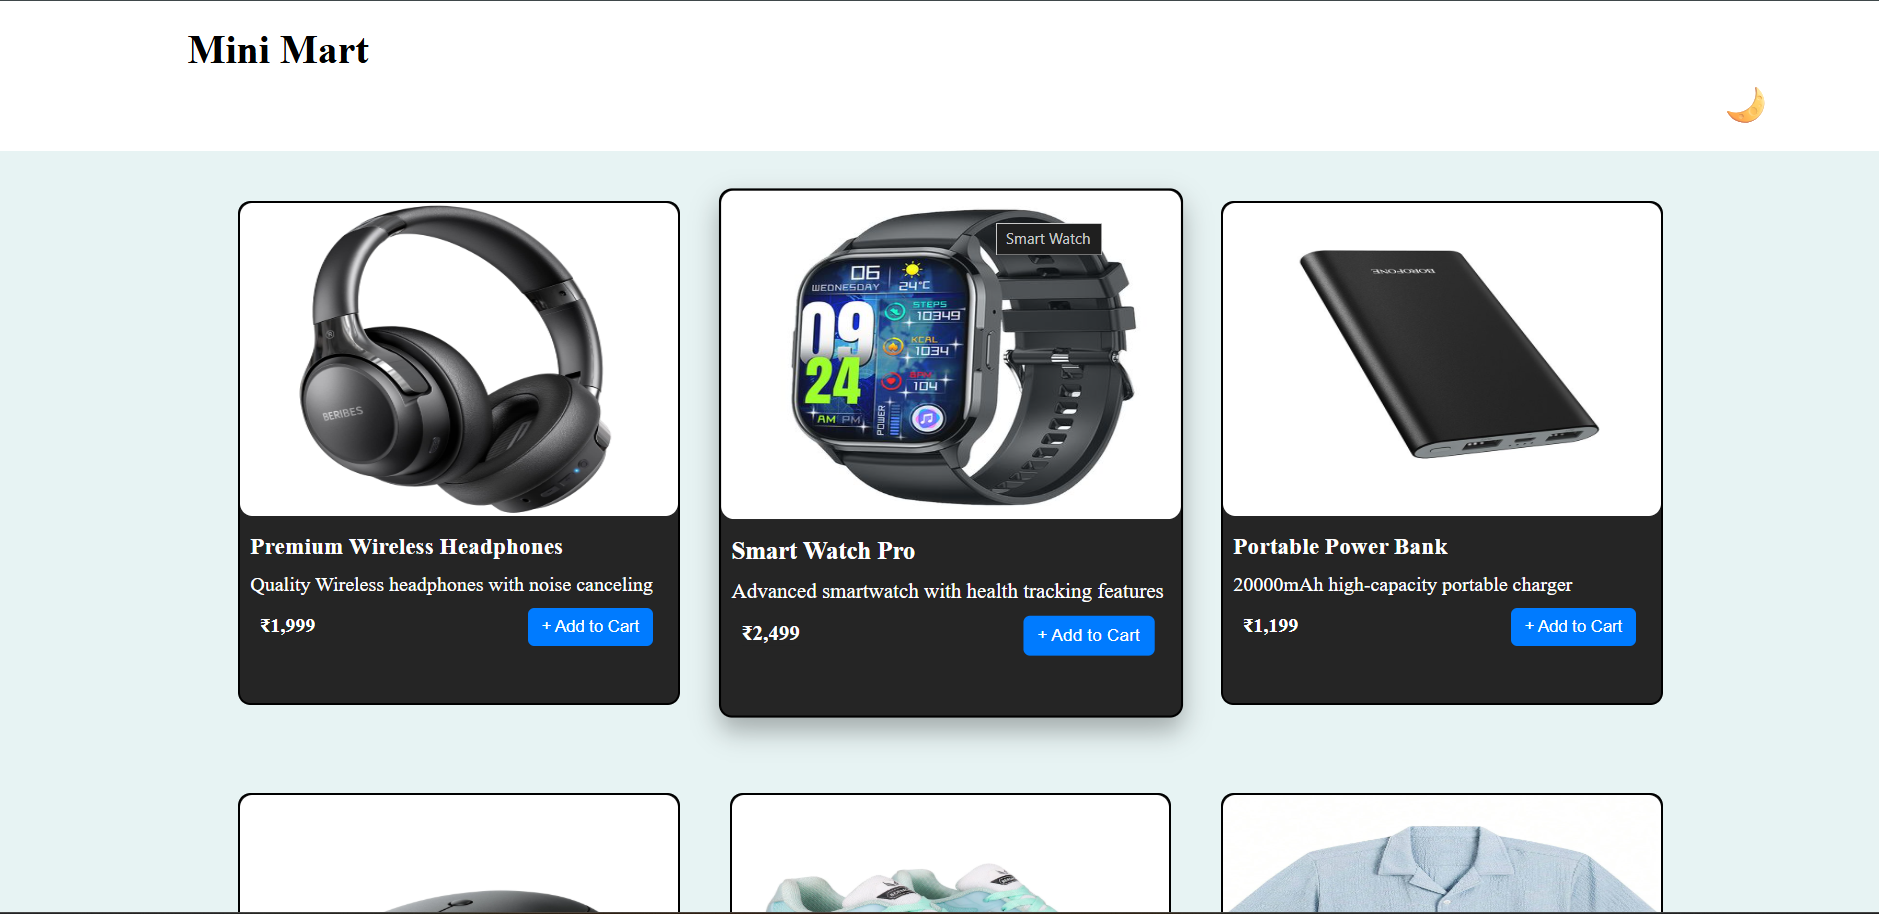 Mini Mart
BERIBES
06
WEDNESDAY
24°C
09
24
AM PM
STEPS
10349
KCAL
1034
BPM
104
POWER
Smart Watch
BOROFONE
Premium Wireless Headphones
Quality Wireless headphones with noise canceling
₹1,999
+ Add to Cart
Smart Watch Pro
Advanced smartwatch with health tracking features
₹2,499
+ Add to Cart
Portable Power Bank
20000mAh high-capacity portable charger
₹1,199
+ Add to Cart